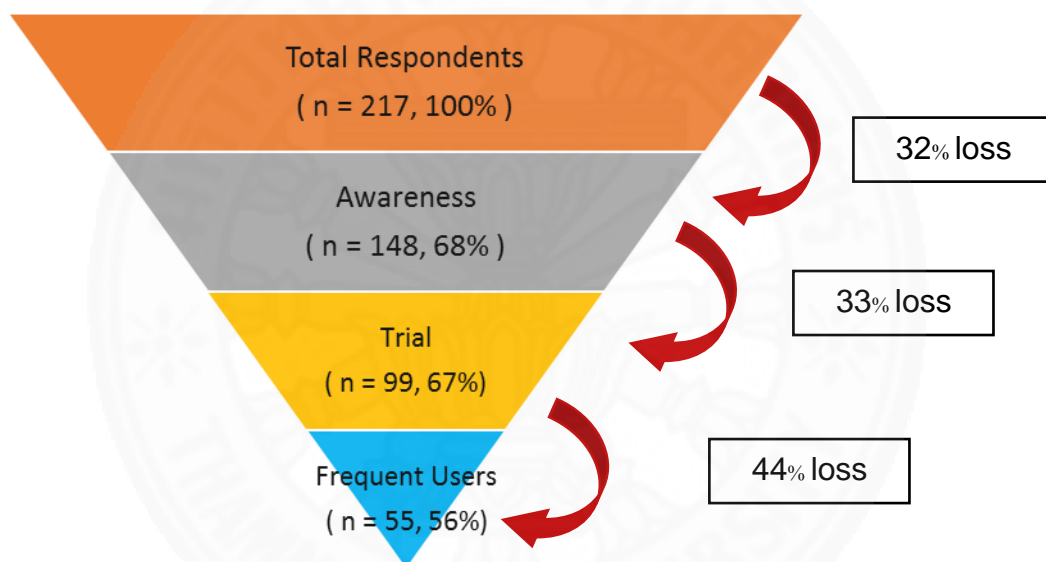 Total Respondents
( n = 217, 100% )
32% loss
Awareness
( n = 148, 68% )
33% loss
Trial
( n = 99, 67%)
44% loss
Frequent Users
( n = 55, 56%)